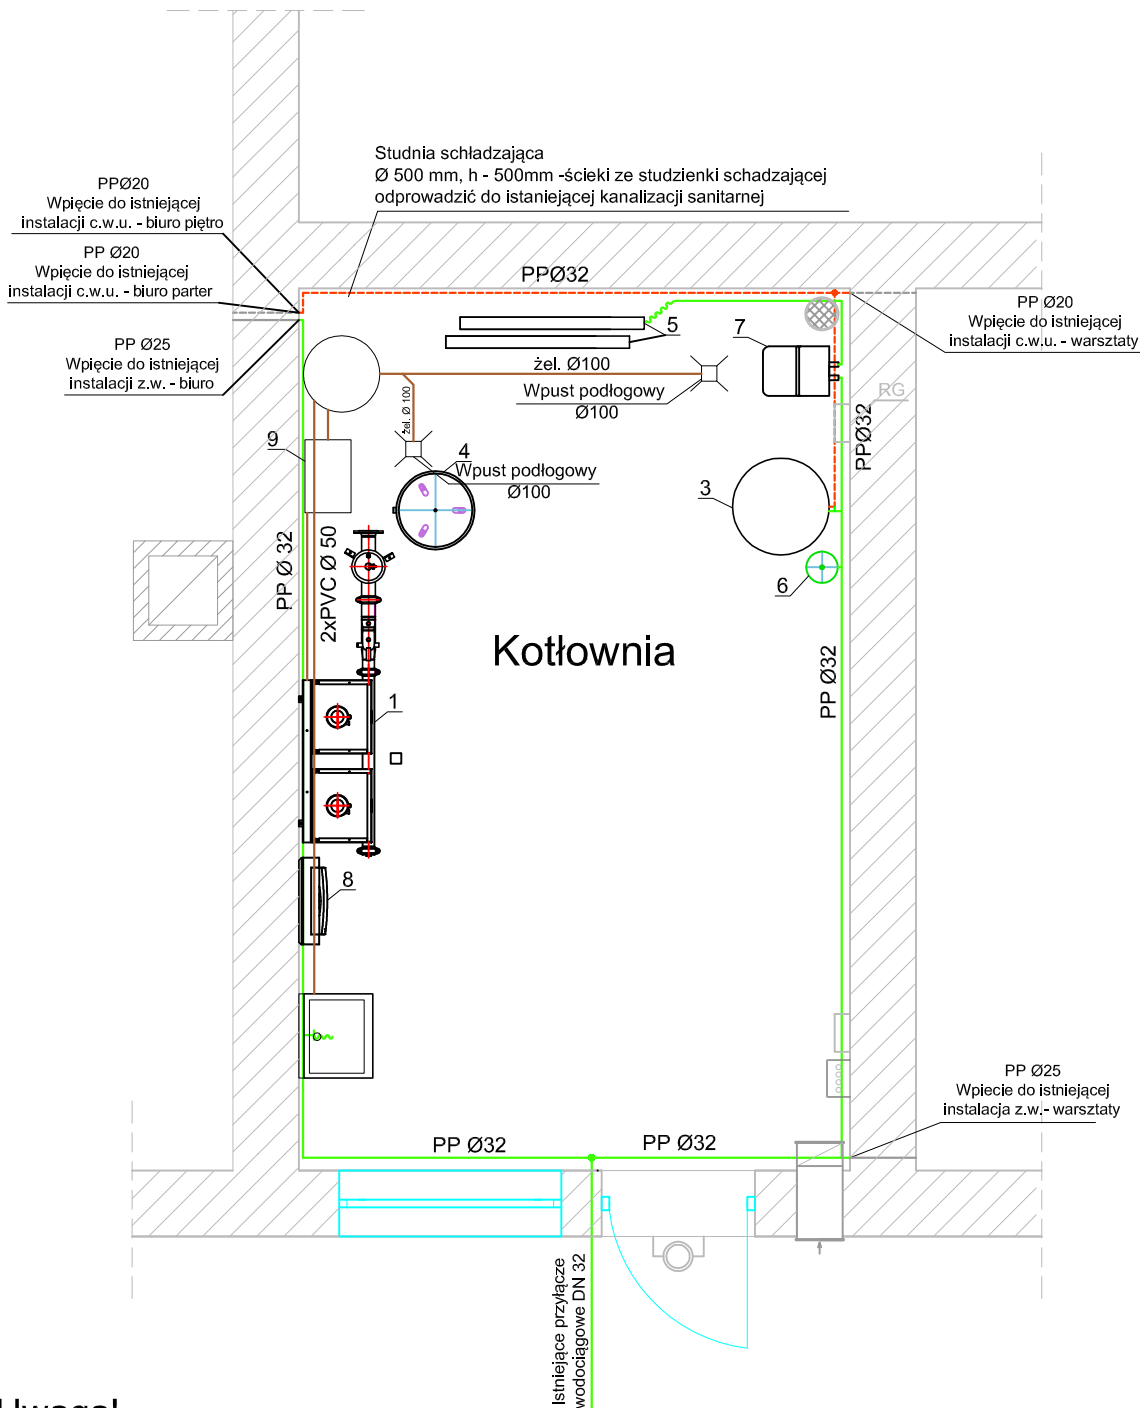 Studnia schładzająca
Ø 500 mm, h - 500mm -ścieki ze studzienki schadzającej
odprowadzić do istaniejącej kanalizacji sanitarnej
PPØ20
Wpięcie do istniejącej
instalacji c.w.u. - biuro piętro
PP Ø20
Wpięcie do istniejącej
instalacji c.w.u. - biuro parter
PP Ø25
Wpięcie do istniejącej
instalacji z.w. - biuro
PPØ32
PP Ø20
Wpięcie do istniejącej
instalacji c.w.u. - warsztaty
5
7
żel. Ø100
Wpust podłogowy
Ø100
RG
żel. Ø 100
PPØ32
9
4
Wpust podłogowy
Ø100
3
PP Ø 32
2xPVC Ø 50
6
Kotłownia
PP Ø32
1
8
PP Ø25
Wpiecie do istniejącej
instalacja z.w.- warsztaty
PP Ø32
PP Ø32
Istniejące przyłącze
wodociągowe DN 32
Uwaga!